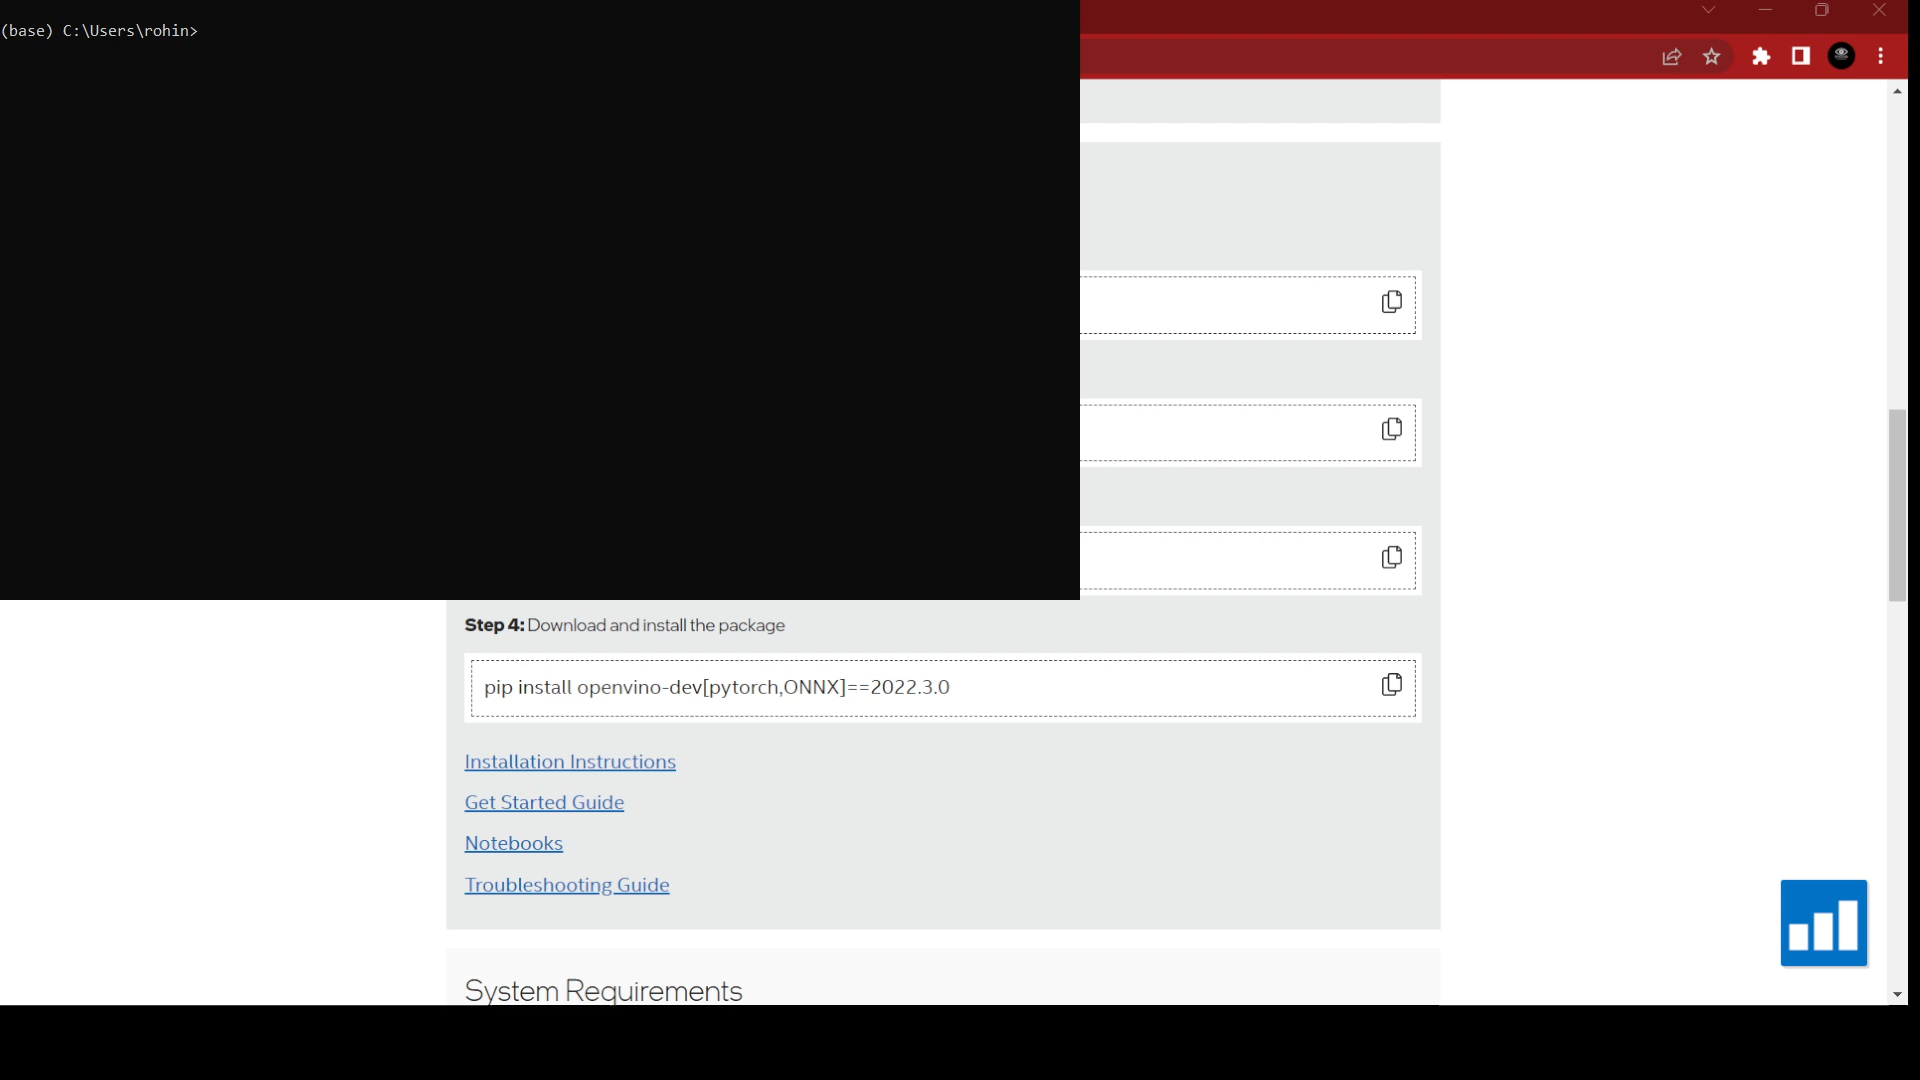 (base) C:\Users\rohin>
Step 4: Download and install the package
pip install openvino-dev[pytorch,ONNX]==2022.3.0
Installation Instructions
Get Started Guide
Notebooks
Troubleshooting Guide
System Requirements